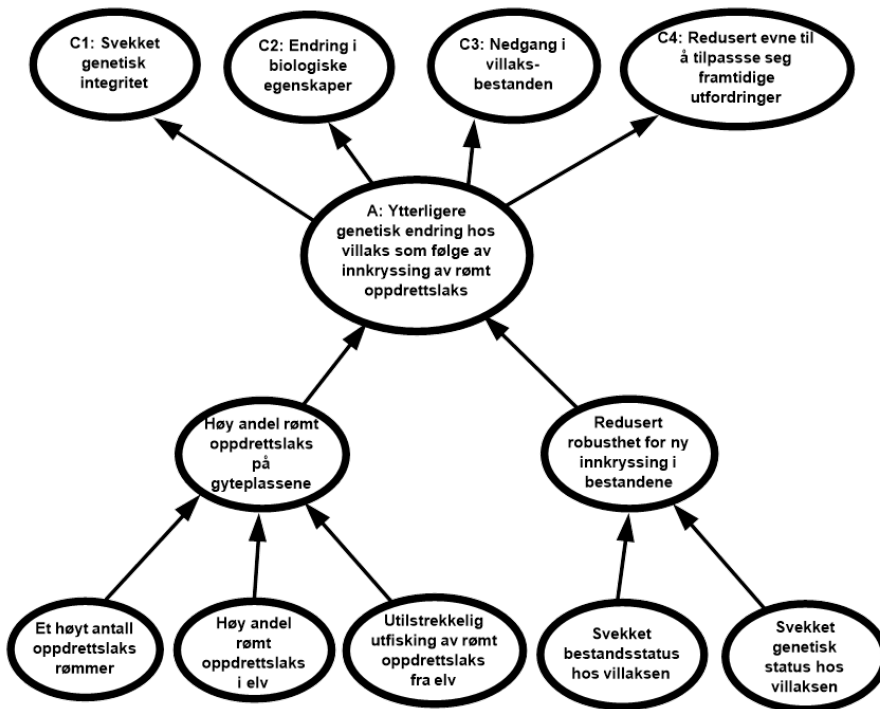 C1: Svekket
genetisk
integritet
C2: Endring i
biologiske
egenskaper
C3: Nedgang i
villaks-
bestanden
C4: Redusert evne til
å tilpassse seg
framtidige
utfordringer
A: Ytterligere
genetisk endring hos
villaks som følge av
innkryssing av rømt
oppdrettslaks
Høy andel rømt
oppdrettslaks
på
gyteplassene
Redusert
robusthet for ny
innkryssing i
bestandene
Et høyt antall
oppdrettslaks
rømmer
Høy andel
rømt
oppdrettslaks
i elv
Utilstrekkelig
utfisking av rømt
oppdrettslaks
fra elv
Svekket
bestandsstatus
hos villaksen
Svekket
genetisk
status hos
villaksen